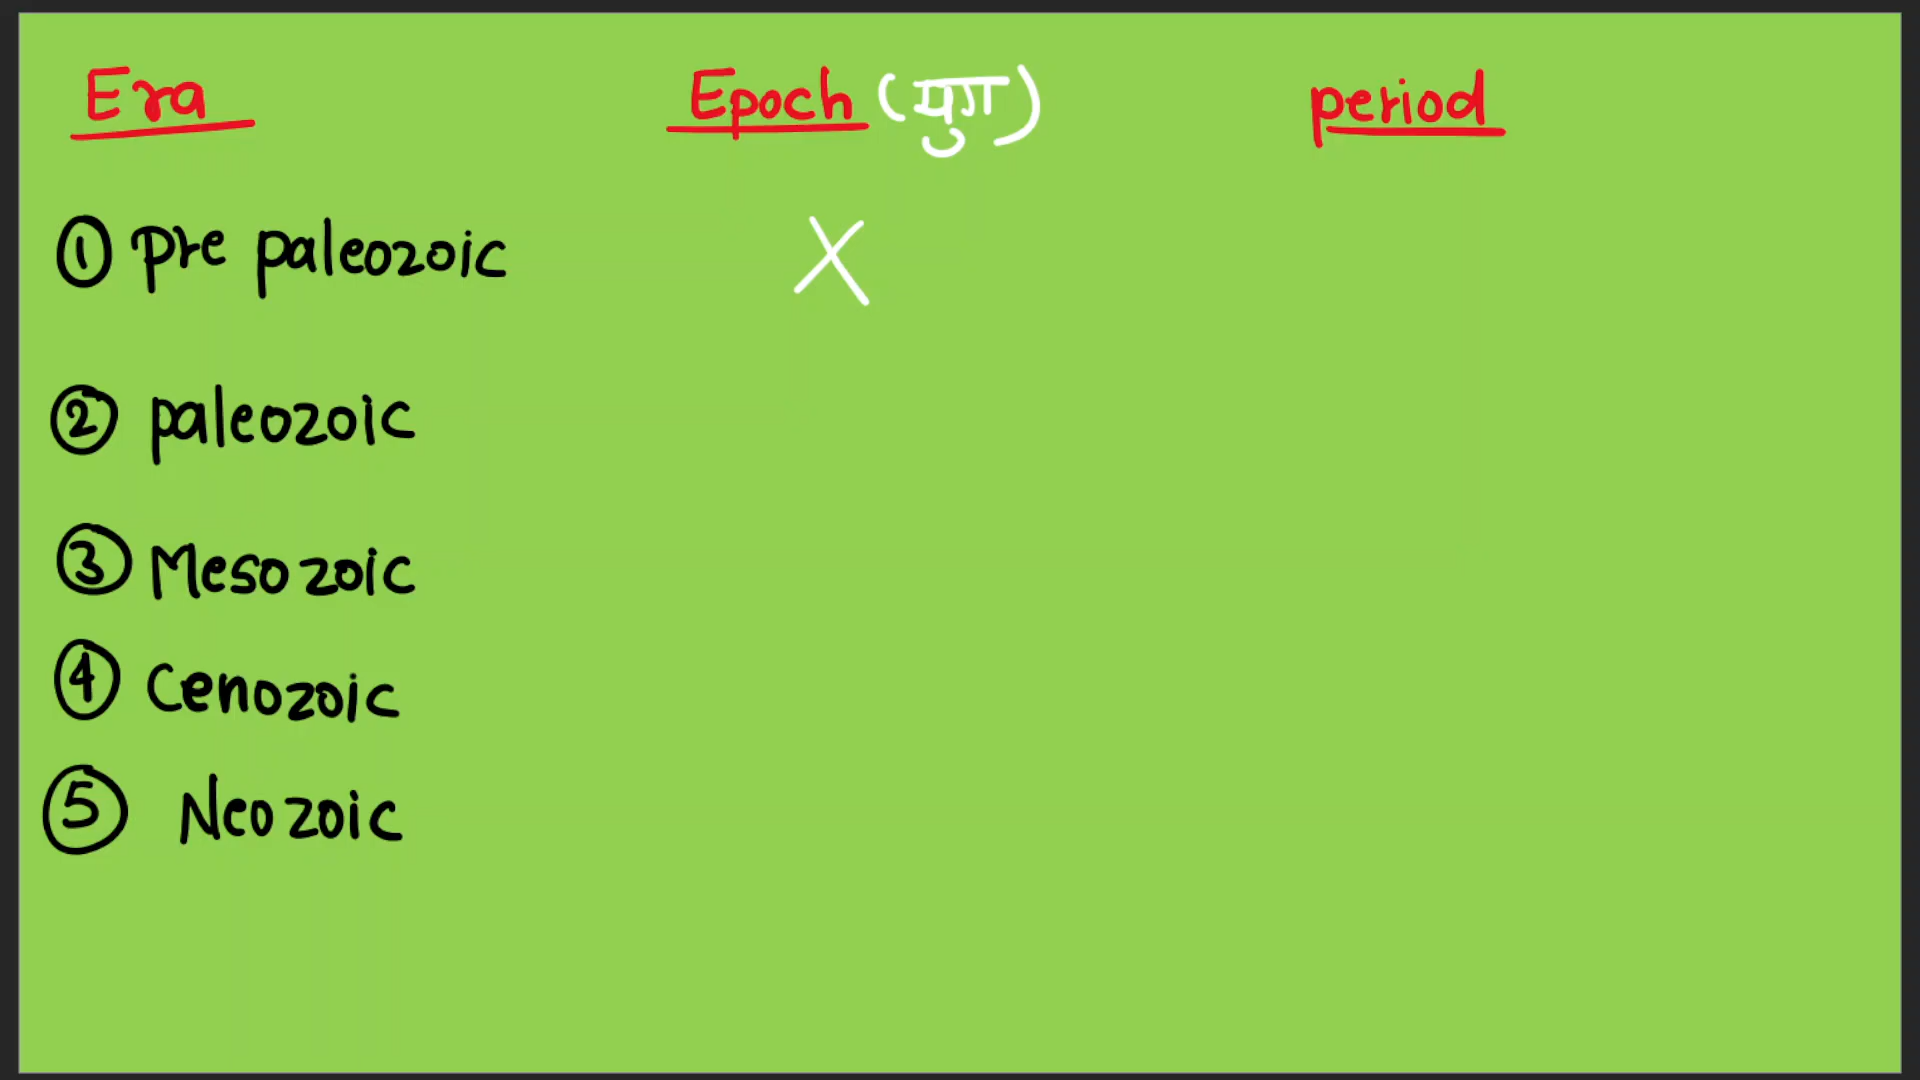 Era Epoch (युग) period
① Pre paleozoic X
② paleozoic
③ Mesozoic
④ Cenozoic
⑤ Neozoic